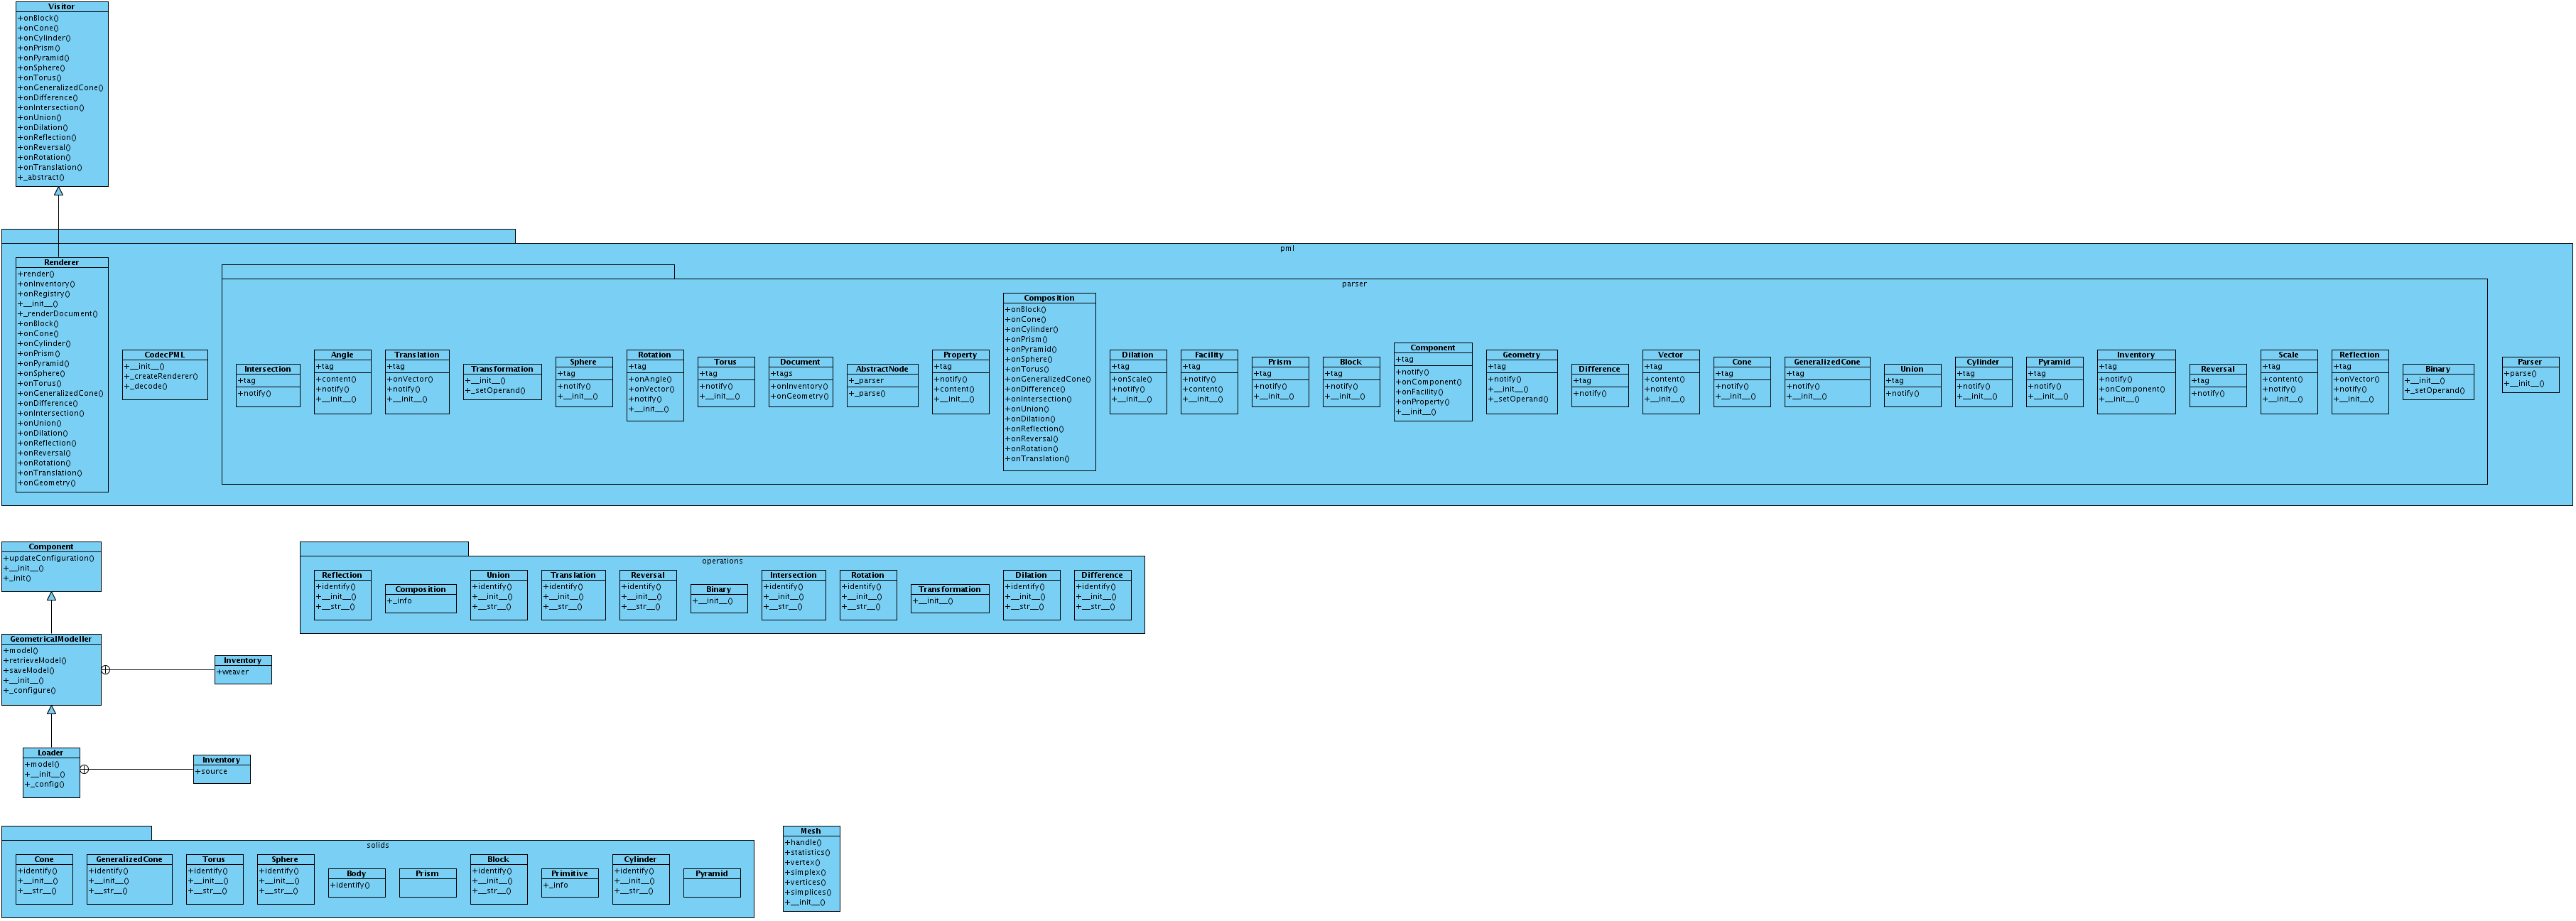 Visitor
+onBlock()
+onCone()
+onCylinder()
+onPrism()
+onPyramid()
+onSphere()
+onTorus()
+onGeneralizedCone()
+onDifference()
+onIntersection()
+onUnion()
+onDilation()
+onReflection()
+onReversal()
+onRotation()
+onTranslation()
+_abstract()
pml
Renderer
+render()
+onInventory()
+onRegistry()
+__init__()
+_renderDocument()
+onBlock()
+onCone()
+onCylinder()
+onPrism()
+onPyramid()
+onSphere()
+onTorus()
+onGeneralizedCone()
+onDifference()
+onIntersection()
+onUnion()
+onDilation()
+onReflection()
+onReversal()
+onRotation()
+onTranslation()
+onGeometry()
CodecPML
+__init__()
+_createRenderer()
+_decode()
parser
Intersection
+tag
+notify()
Angle
+tag
+content()
+notify()
+__init__()
Translation
+tag
+onVector()
+notify()
+__init__()
Transformation
+__init__()
+_setOperand()
Sphere
+tag
+notify()
+__init__()
Rotation
+tag
+onAngle()
+onVector()
+notify()
+__init__()
Torus
+tag
+notify()
+__init__()
Document
+tags
+onInventory()
+onGeometry()
AbstractNode
+_parser
+_parse()
Property
+tag
+notify()
+content()
+__init__()
Composition
+onBlock()
+onCone()
+onCylinder()
+onPrism()
+onPyramid()
+onSphere()
+onTorus()
+onGeneralizedCone()
+onDifference()
+onIntersection()
+onUnion()
+onDilation()
+onReflection()
+onReversal()
+onRotation()
+onTranslation()
Dilation
+tag
+onScale()
+notify()
+__init__()
Facility
+tag
+notify()
+content()
+__init__()
Prism
+tag
+notify()
+__init__()
Block
+tag
+notify()
+__init__()
Component
+tag
+notify()
+onComponent()
+onFacility()
+onProperty()
+__init__()
Geometry
+tag
+notify()
+__init__()
+_setOperand()
Difference
+tag
+notify()
Vector
+tag
+content()
+notify()
+__init__()
Cone
+tag
+notify()
+__init__()
GeneralizedCone
+tag
+notify()
+__init__()
Union
+tag
+notify()
Cylinder
+tag
+notify()
+__init__()
Pyramid
+tag
+notify()
+__init__()
Inventory
+tag
+notify()
+onComponent()
+__init__()
Reversal
+tag
+notify()
Scale
+tag
+content()
+notify()
+__init__()
Reflection
+tag
+onVector()
+notify()
+__init__()
Binary
+__init__()
+_setOperand()
Parser
+parse()
+__init__()
Component
+updateConfiguration()
+__init__()
+_init()
operations
Reflection
+identify()
+__init__()
+__str__()
Composition
+_info
Union
+identify()
+__init__()
+__str__()
Translation
+identify()
+__init__()
+__str__()
Reversal
+identify()
+__init__()
+__str__()
Binary
+__init__()
Intersection
+identify()
+__init__()
+__str__()
Rotation
+identify()
+__init__()
+__str__()
Transformation
+__init__()
Dilation
+identify()
+__init__()
+__str__()
Difference
+identify()
+__init__()
+__str__()
GeometricalModeller
+model()
+retrieveModel()
+saveModel()
+__init__()
+_configure()
Inventory
+weaver
Loader
+model()
+__init__()
+_config()
Inventory
+source
solids
Cone
+identify()
+__init__()
+__str__()
GeneralizedCone
+identify()
+__init__()
+__str__()
Torus
+identify()
+__init__()
+__str__()
Sphere
+identify()
+__init__()
+__str__()
Body
+identify()
Prism
Block
+identify()
+__init__()
+__str__()
Primitive
+_info
Cylinder
+identify()
+__init__()
+__str__()
Pyramid
Mesh
+handle()
+statistics()
+vertex()
+simplex()
+vertices()
+simplices()
+__init__()